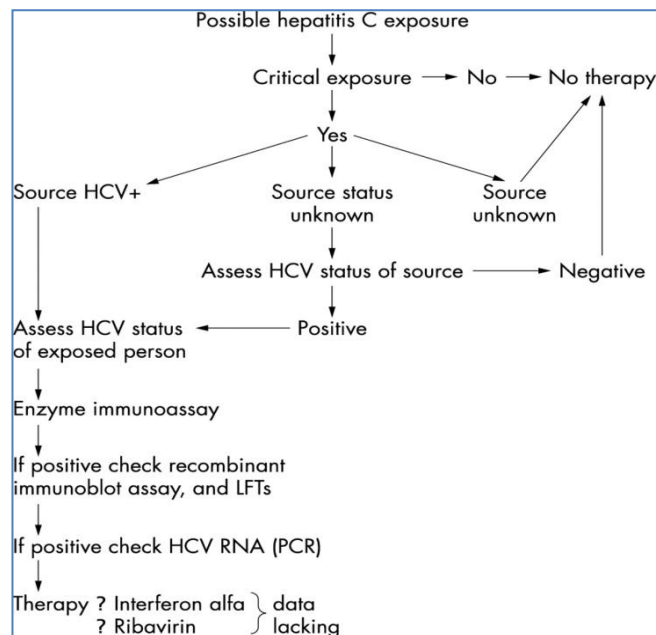 Possible hepatitis C exposure
Critical exposure
No
No therapy
Yes
Source HCV+
Source status
unknown
Source
unknown
Assess HCV status of source
Negative
Assess HCV status
of exposed person
Positive
Enzyme immunoassay
If positive check recombinant
immunoblot assay, and LFTs
If positive check HCV RNA (PCR)
Therapy ? Interferon alfa } data
? Ribavirin lacking